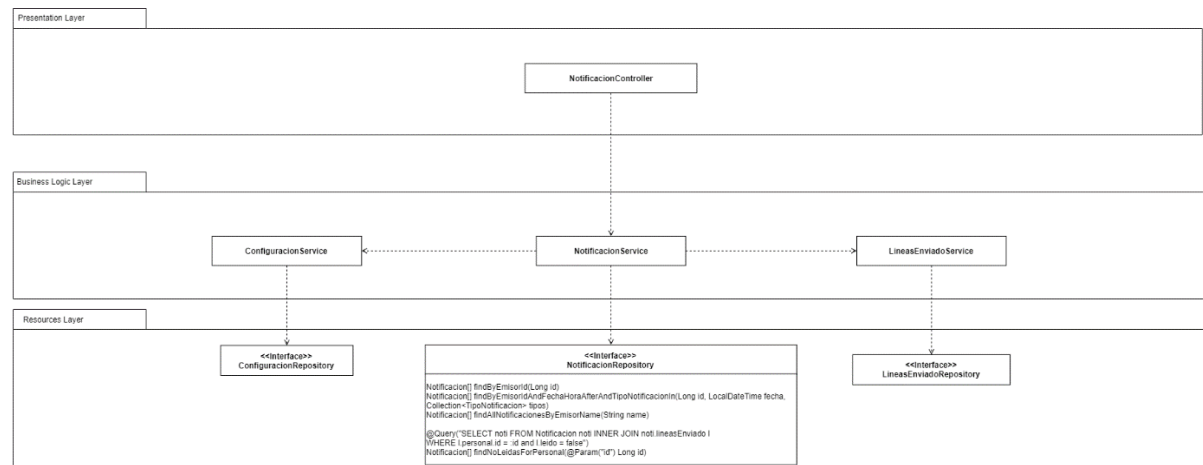 Presentation Layer
NotificacionController
Business Logic Layer
ConfiguracionService
NotificacionService
LineasEnviadoService
Resources Layer
<<Interface>>
ConfiguracionRepository
<<Interface>>
NotificacionRepository
Notificacion[] findByEmisorId(Long id)
Notificacion[] findByEmisorIdAndFechaHoraAfterAndTipoNotificacionIn(Long id, LocalDateTime fecha,
Collection<TipoNotificacion> tipos)
Notificacion[] findAllNotificacionesByEmisorName(String name)
@Query("SELECT noti FROM Notificacion noti INNER JOIN noti.lineasEnviado l
WHERE l.personal.id = :id and l.leido = false")
Notificacion[] findNoLeidasForPersonal(@Param("id") Long id)
<<Interface>>
LineasEnviadoRepository